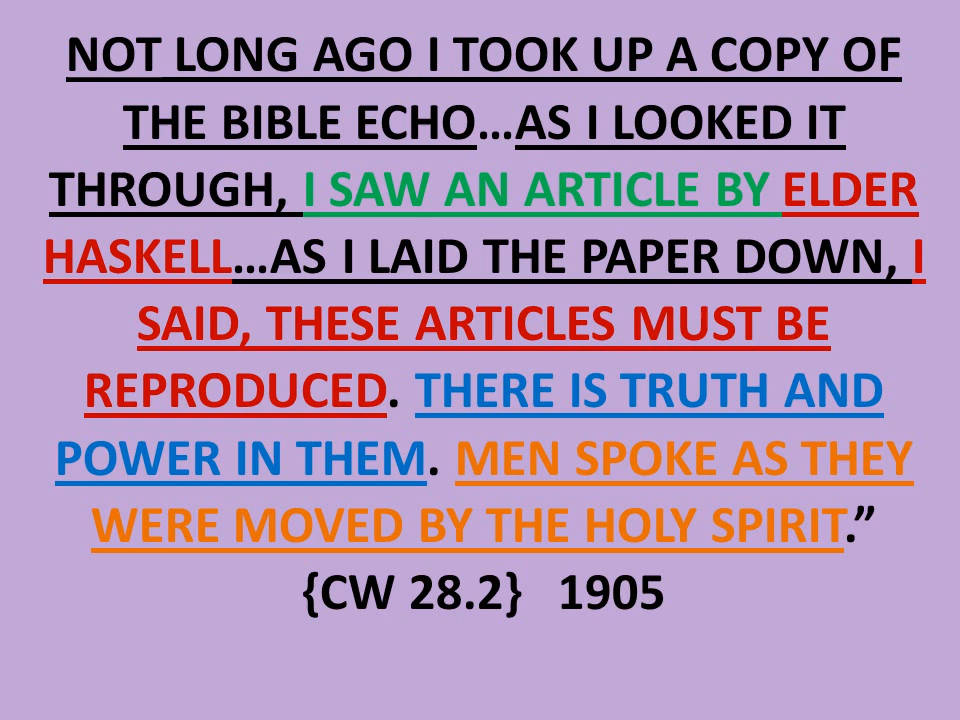 NOT LONG AGO I TOOK UP A COPY OF
THE BIBLE ECHO…AS I LOOKED IT
THROUGH, I SAW AN ARTICLE BY ELDER
HASKELL…AS I LAID THE PAPER DOWN, I
SAID, THESE ARTICLES MUST BE
REPRODUCED. THERE IS TRUTH AND
POWER IN THEM. MEN SPOKE AS THEY
WERE MOVED BY THE HOLY SPIRIT.”
{CW 28.2} 1905